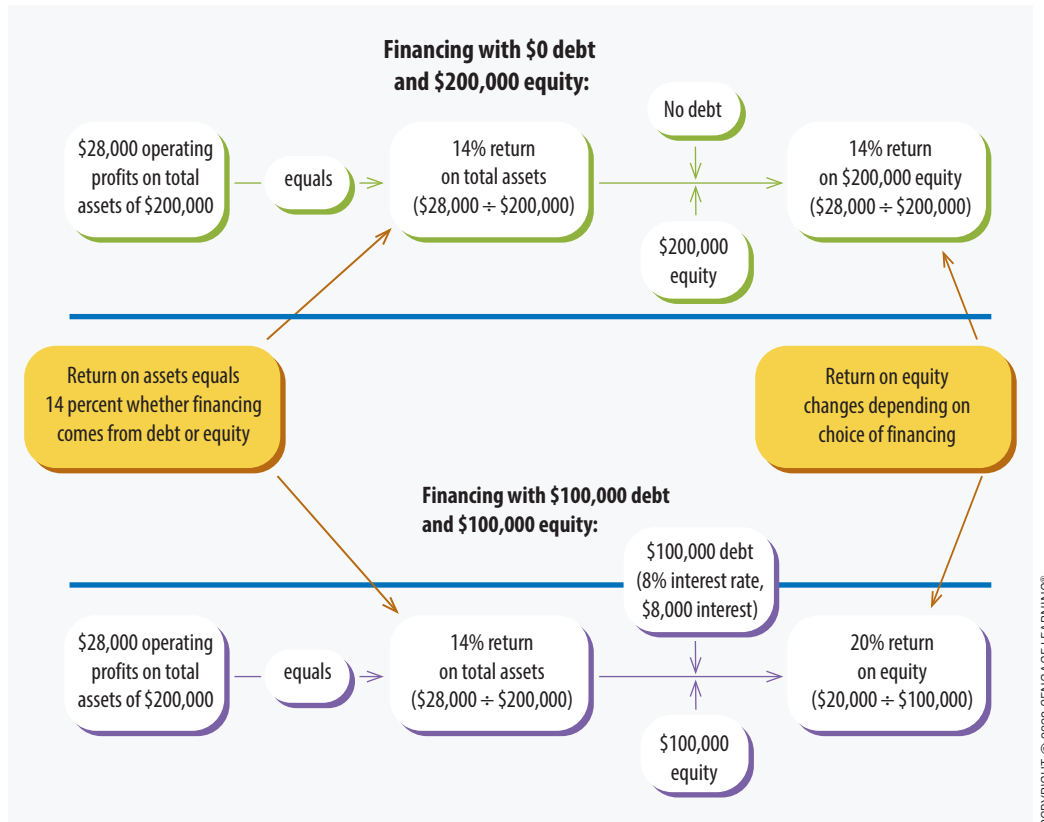 Financing with $0 debt
and $200,000 equity:
No debt
$28,000 operating
profits on total
assets of $200,000
equals
14% return
on total assets
($28,000 ÷ $200,000)
14% return
on $200,000 equity
($28,000 ÷ $200,000)
$200,000
equity
Return on assets equals
14 percent whether financing
comes from debt or equity
Return on equity
changes depending on
choice of financing
Financing with $100,000 debt
and $100,000 equity:
$100,000 debt
(8% interest rate,
$8,000 interest)
$28,000 operating
profits on total
assets of $200,000
equals
14% return
on total assets
($28,000 ÷ $200,000)
20% return
on equity
($20,000 ÷ $100,000)
$100,000
equity